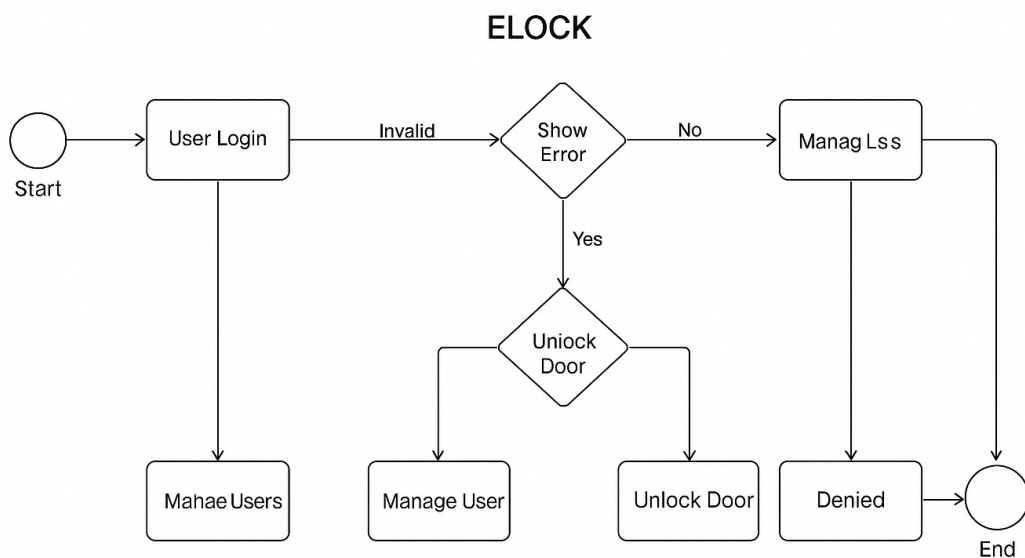 ELOCK
Start
User Login
Invalid
Show
Error
No
Manag Lss
Yes
Uniock
Door
Mahae Users
Manage User
Unlock Door
Denied
End